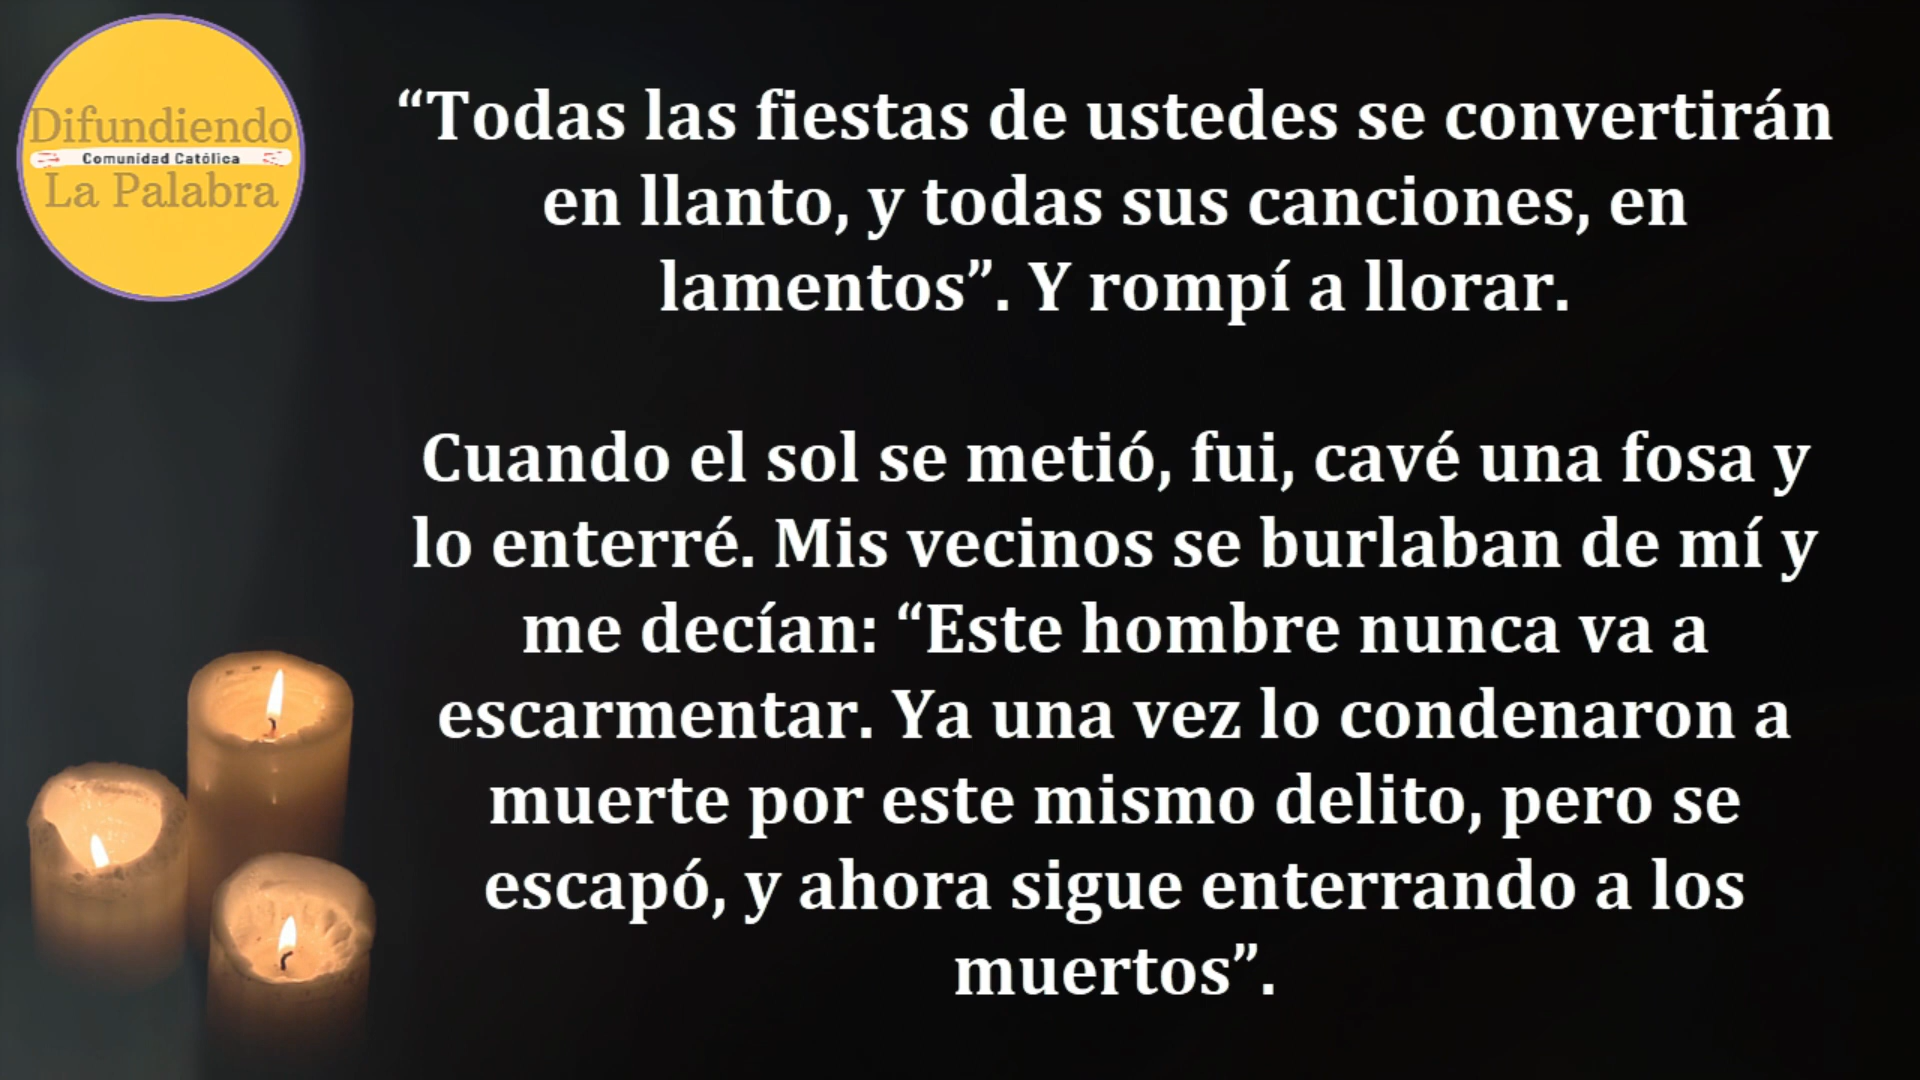 Difundiendo
Comunidad Católica
La Palabra
“Todas las fiestas de ustedes se convertirán
en llanto, y todas sus canciones, en
lamentos”. Y rompí a llorar.
Cuando el sol se metió, fui, cavé una fosa y
lo enterré. Mis vecinos se burlaban de mí y
me decían: “Este hombre nunca va a
escarmentar. Ya una vez lo condenaron a
muerte por este mismo delito, pero se
escapó, y ahora sigue enterrando a los
muertos”.